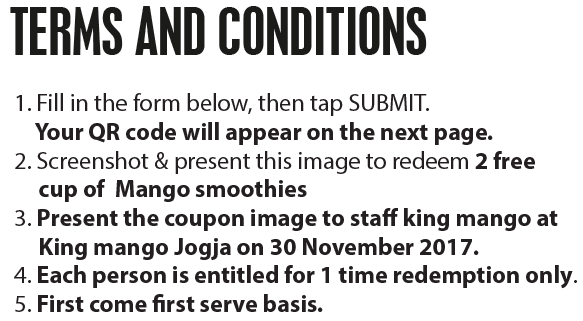 TERMS AND CONDITIONS
1. Fill in the form below, then tap SUBMIT.
Your QR code will appear on the next page.
2. Screenshot & present this image to redeem 2 free
cup of Mango smoothies
3. Present the coupon image to staff king mango at
King mango Jogja on 30 November 2017.
4. Each person is entitled for 1 time redemption only.
5. First come first serve basis.